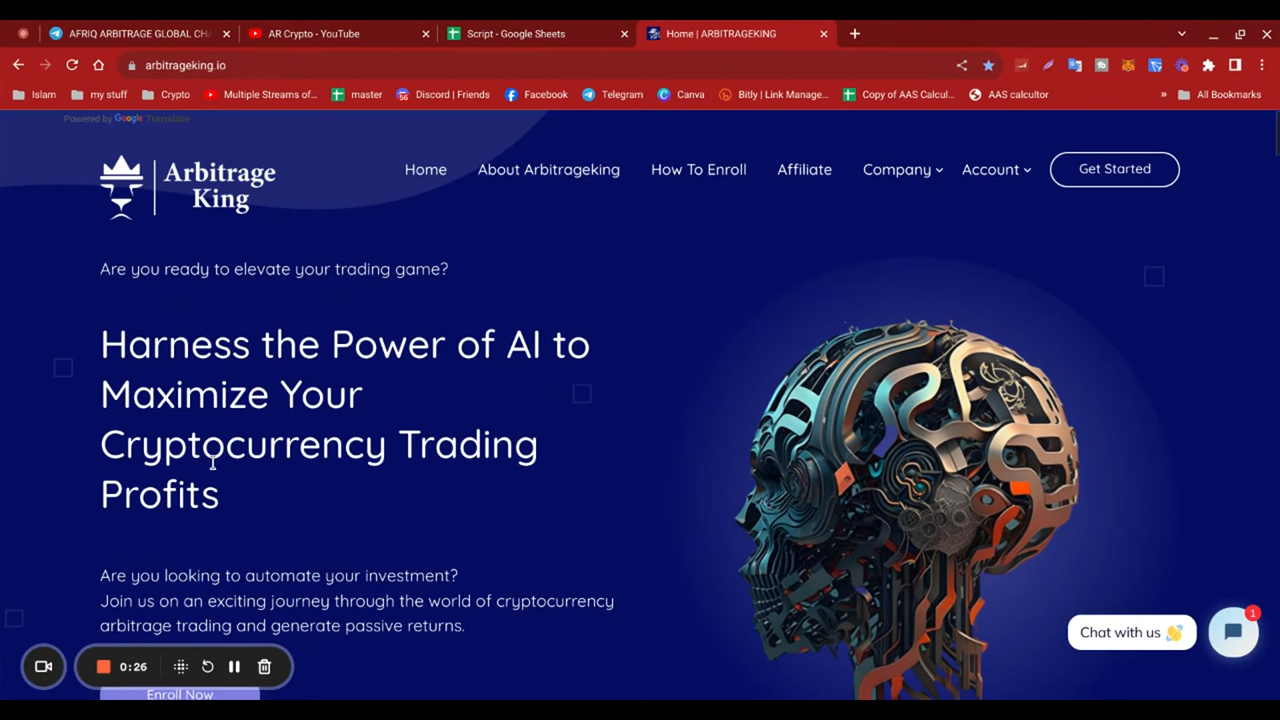 AFRIQ ARBITRAGE GLOBAL CH
AR Crypto - YouTube
Script - Google Sheets
Home | ARBITRAGEKING
arbitrageking.io
Islam
my stuff
Crypto
Multiple Streams of...
master
Discord | Friends
Facebook
Telegram
Canva
Bitly | Link Manage...
Copy of AAS Calcul...
AAS calcultor
All Bookmarks
Powered by Google Translate
Arbitrage
King
Home
About Arbitrageking
How To Enroll
Affiliate
Company
Account
Get Started
Are you ready to elevate your trading game?
Harness the Power of AI to
Maximize Your
Cryptocurrency Trading
Profits
Are you looking to automate your investment?
Join us on an exciting journey through the world of cryptocurrency
arbitrage trading and generate passive returns.
Chat with us 👋
1
0:26
Enroll Now